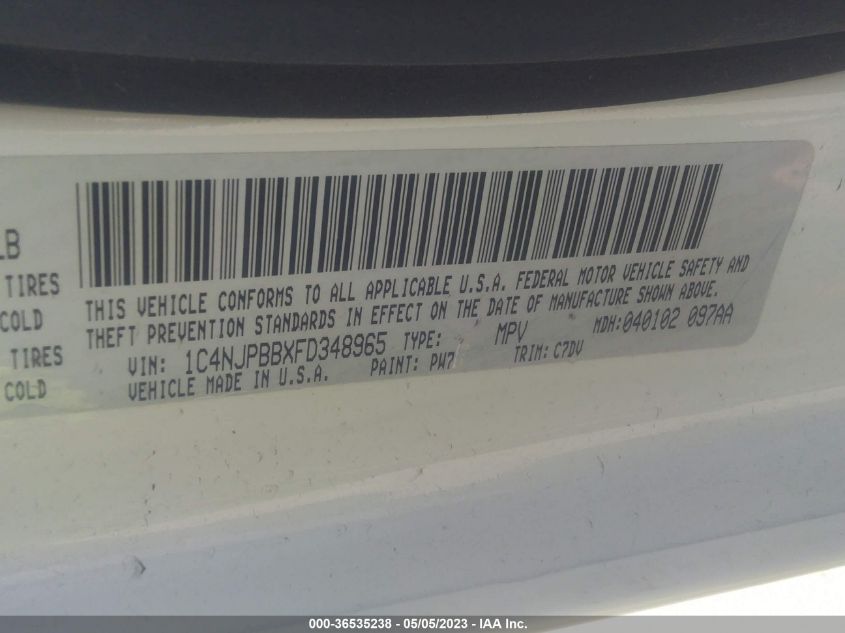 LB
TIRES
COLD
TIRES
COLD
THIS VEHICLE CONFORMS TO ALL APPLICABLE U.S.A. FEDERAL MOTOR VEHICLE SAFETY AND
THEFT PREVENTION STANDARDS IN EFFECT ON THE DATE OF MANUFACTURE SHOWN ABOVE.
VIN: 1C4NJPBBXFD348965 TYPE: MPV MDH:040102 097AA
VEHICLE MADE IN U.S.A. PAINT: PW7 TRIM: C7DV
000-36535238 - 05/05/2023 - IAA Inc.